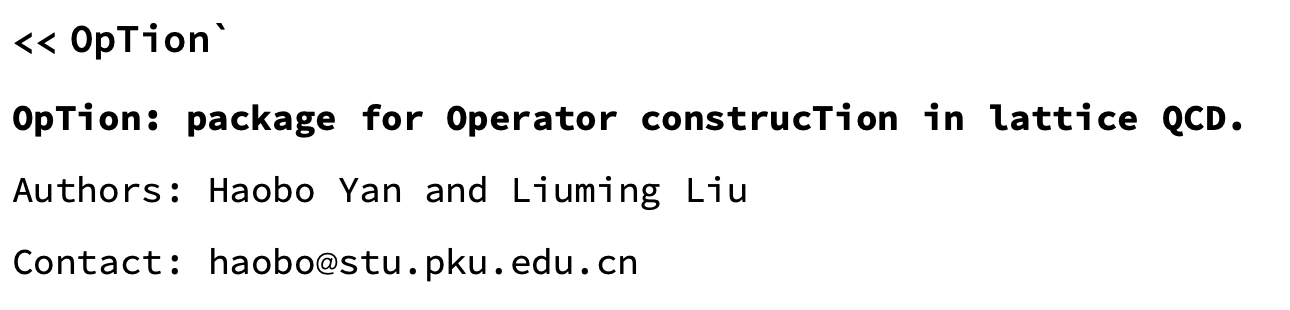 << OpTion`
OpTion: package for Operator construcTion in lattice QCD.
Authors: Haobo Yan and Liuming Liu
Contact: haobo@stu.pku.edu.cn